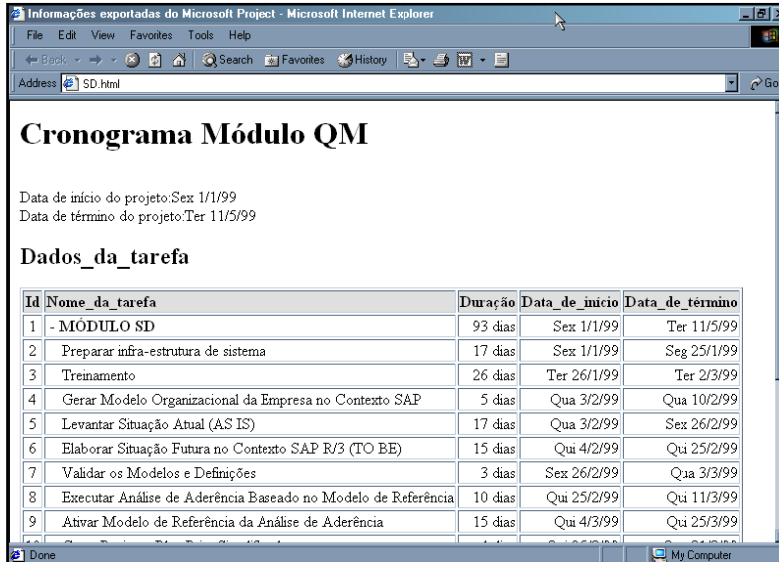 Informações exportadas do Microsoft Project - Microsoft Internet Explorer
File Edit View Favorites Tools Help
Back Search Favorites History
Address SD.html Go
Cronograma Módulo QM
Data de início do projeto:Sex 1/1/99
Data de término do projeto:Ter 11/5/99
Dados_da_tarefa
Id Nome_da_tarefa Duração Data_de_início Data_de_término
1 - MÓDULO SD 93 dias Sex 1/1/99 Ter 11/5/99
2 Preparar infra-estrutura de sistema 17 dias Sex 1/1/99 Seg 25/1/99
3 Treinamento 26 dias Ter 26/1/99 Ter 2/3/99
4 Gerar Modelo Organizacional da Empresa no Contexto SAP 5 dias Qua 3/2/99 Qua 10/2/99
5 Levantar Situação Atual (AS IS) 17 dias Qua 3/2/99 Sex 26/2/99
6 Elaborar Situação Futura no Contexto SAP R/3 (TO BE) 15 dias Qui 4/2/99 Qui 25/2/99
7 Validar os Modelos e Definições 3 dias Sex 26/2/99 Qua 3/3/99
8 Executar Análise de Aderência Baseado no Modelo de Referência 10 dias Qui 25/2/99 Qui 11/3/99
9 Ativar Modelo de Referência da Análise de Aderência 15 dias Qui 4/3/99 Qui 25/3/99
Done My Computer